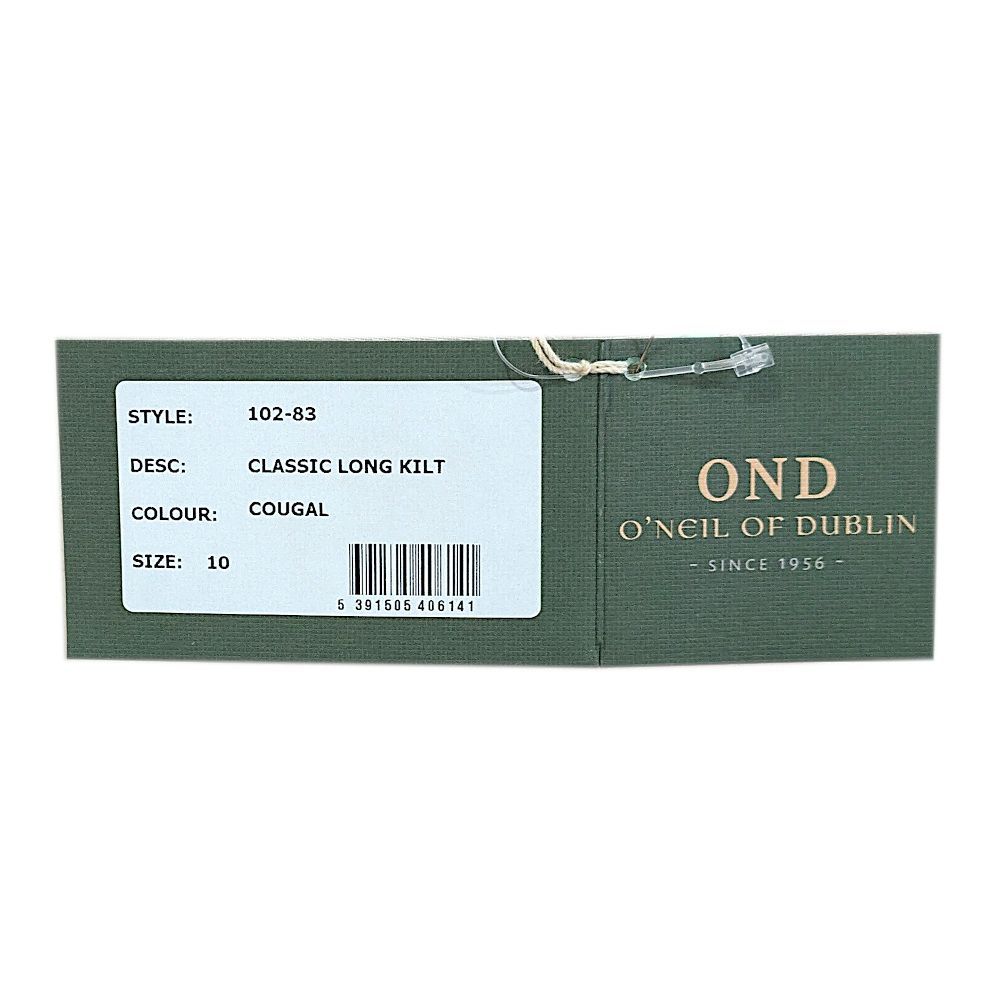 STYLE: 102-83
DESC: CLASSIC LONG KILT
COLOUR: COUGAL
SIZE: 10
5 391505 406141
OND
O'NEIL OF DUBLIN
- SINCE 1956 -